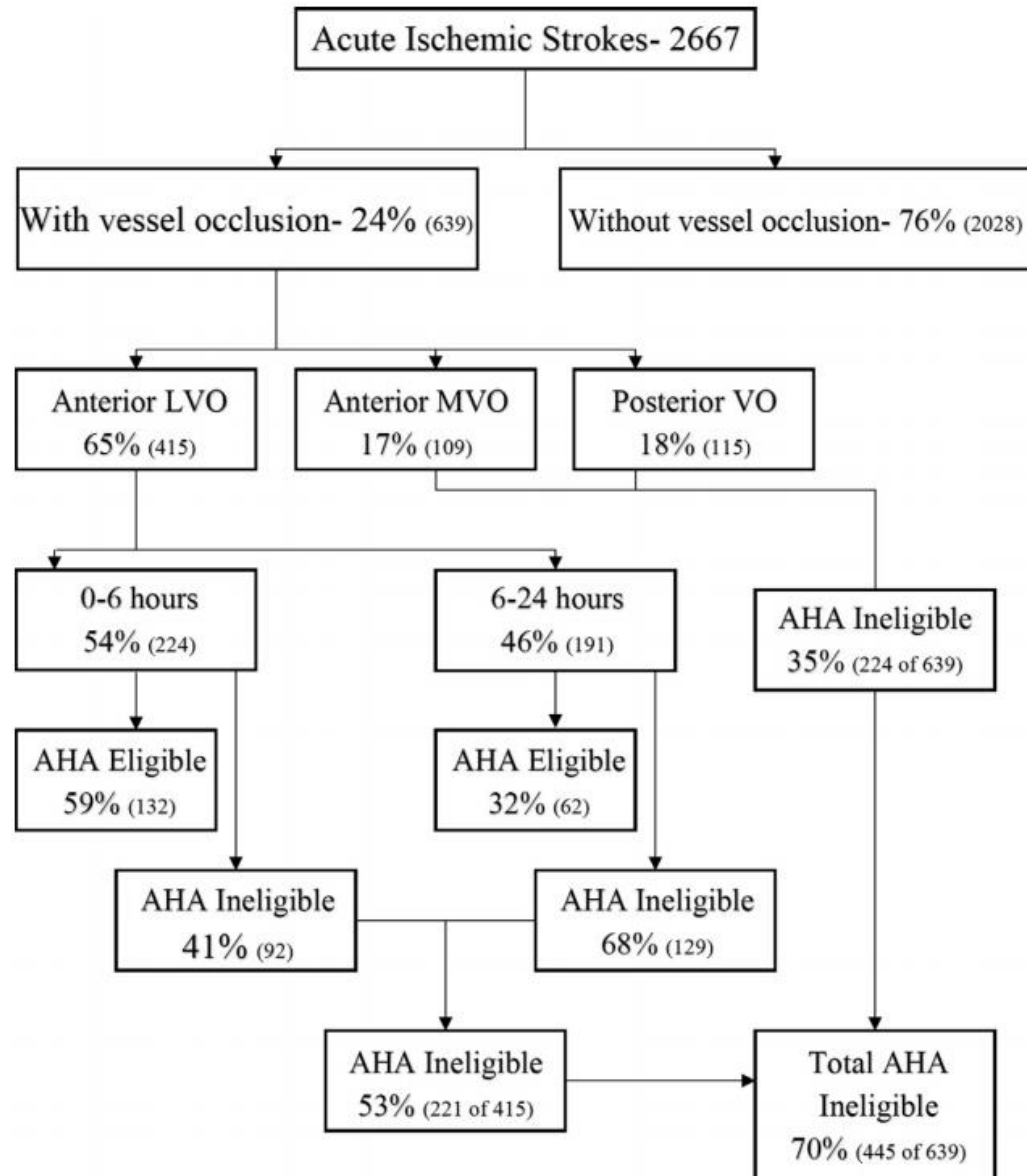 Acute Ischemic Strokes- 2667
With vessel occlusion- 24% (639)
Without vessel occlusion- 76% (2028)
Anterior LVO
65% (415)
Anterior MVO
17% (109)
Posterior VO
18% (115)
0-6 hours
54% (224)
6-24 hours
46% (191)
AHA Ineligible
35% (224 of 639)
AHA Eligible
59% (132)
AHA Eligible
32% (62)
AHA Ineligible
41% (92)
AHA Ineligible
68% (129)
AHA Ineligible
53% (221 of 415)
Total AHA
Ineligible
70% (445 of 639)